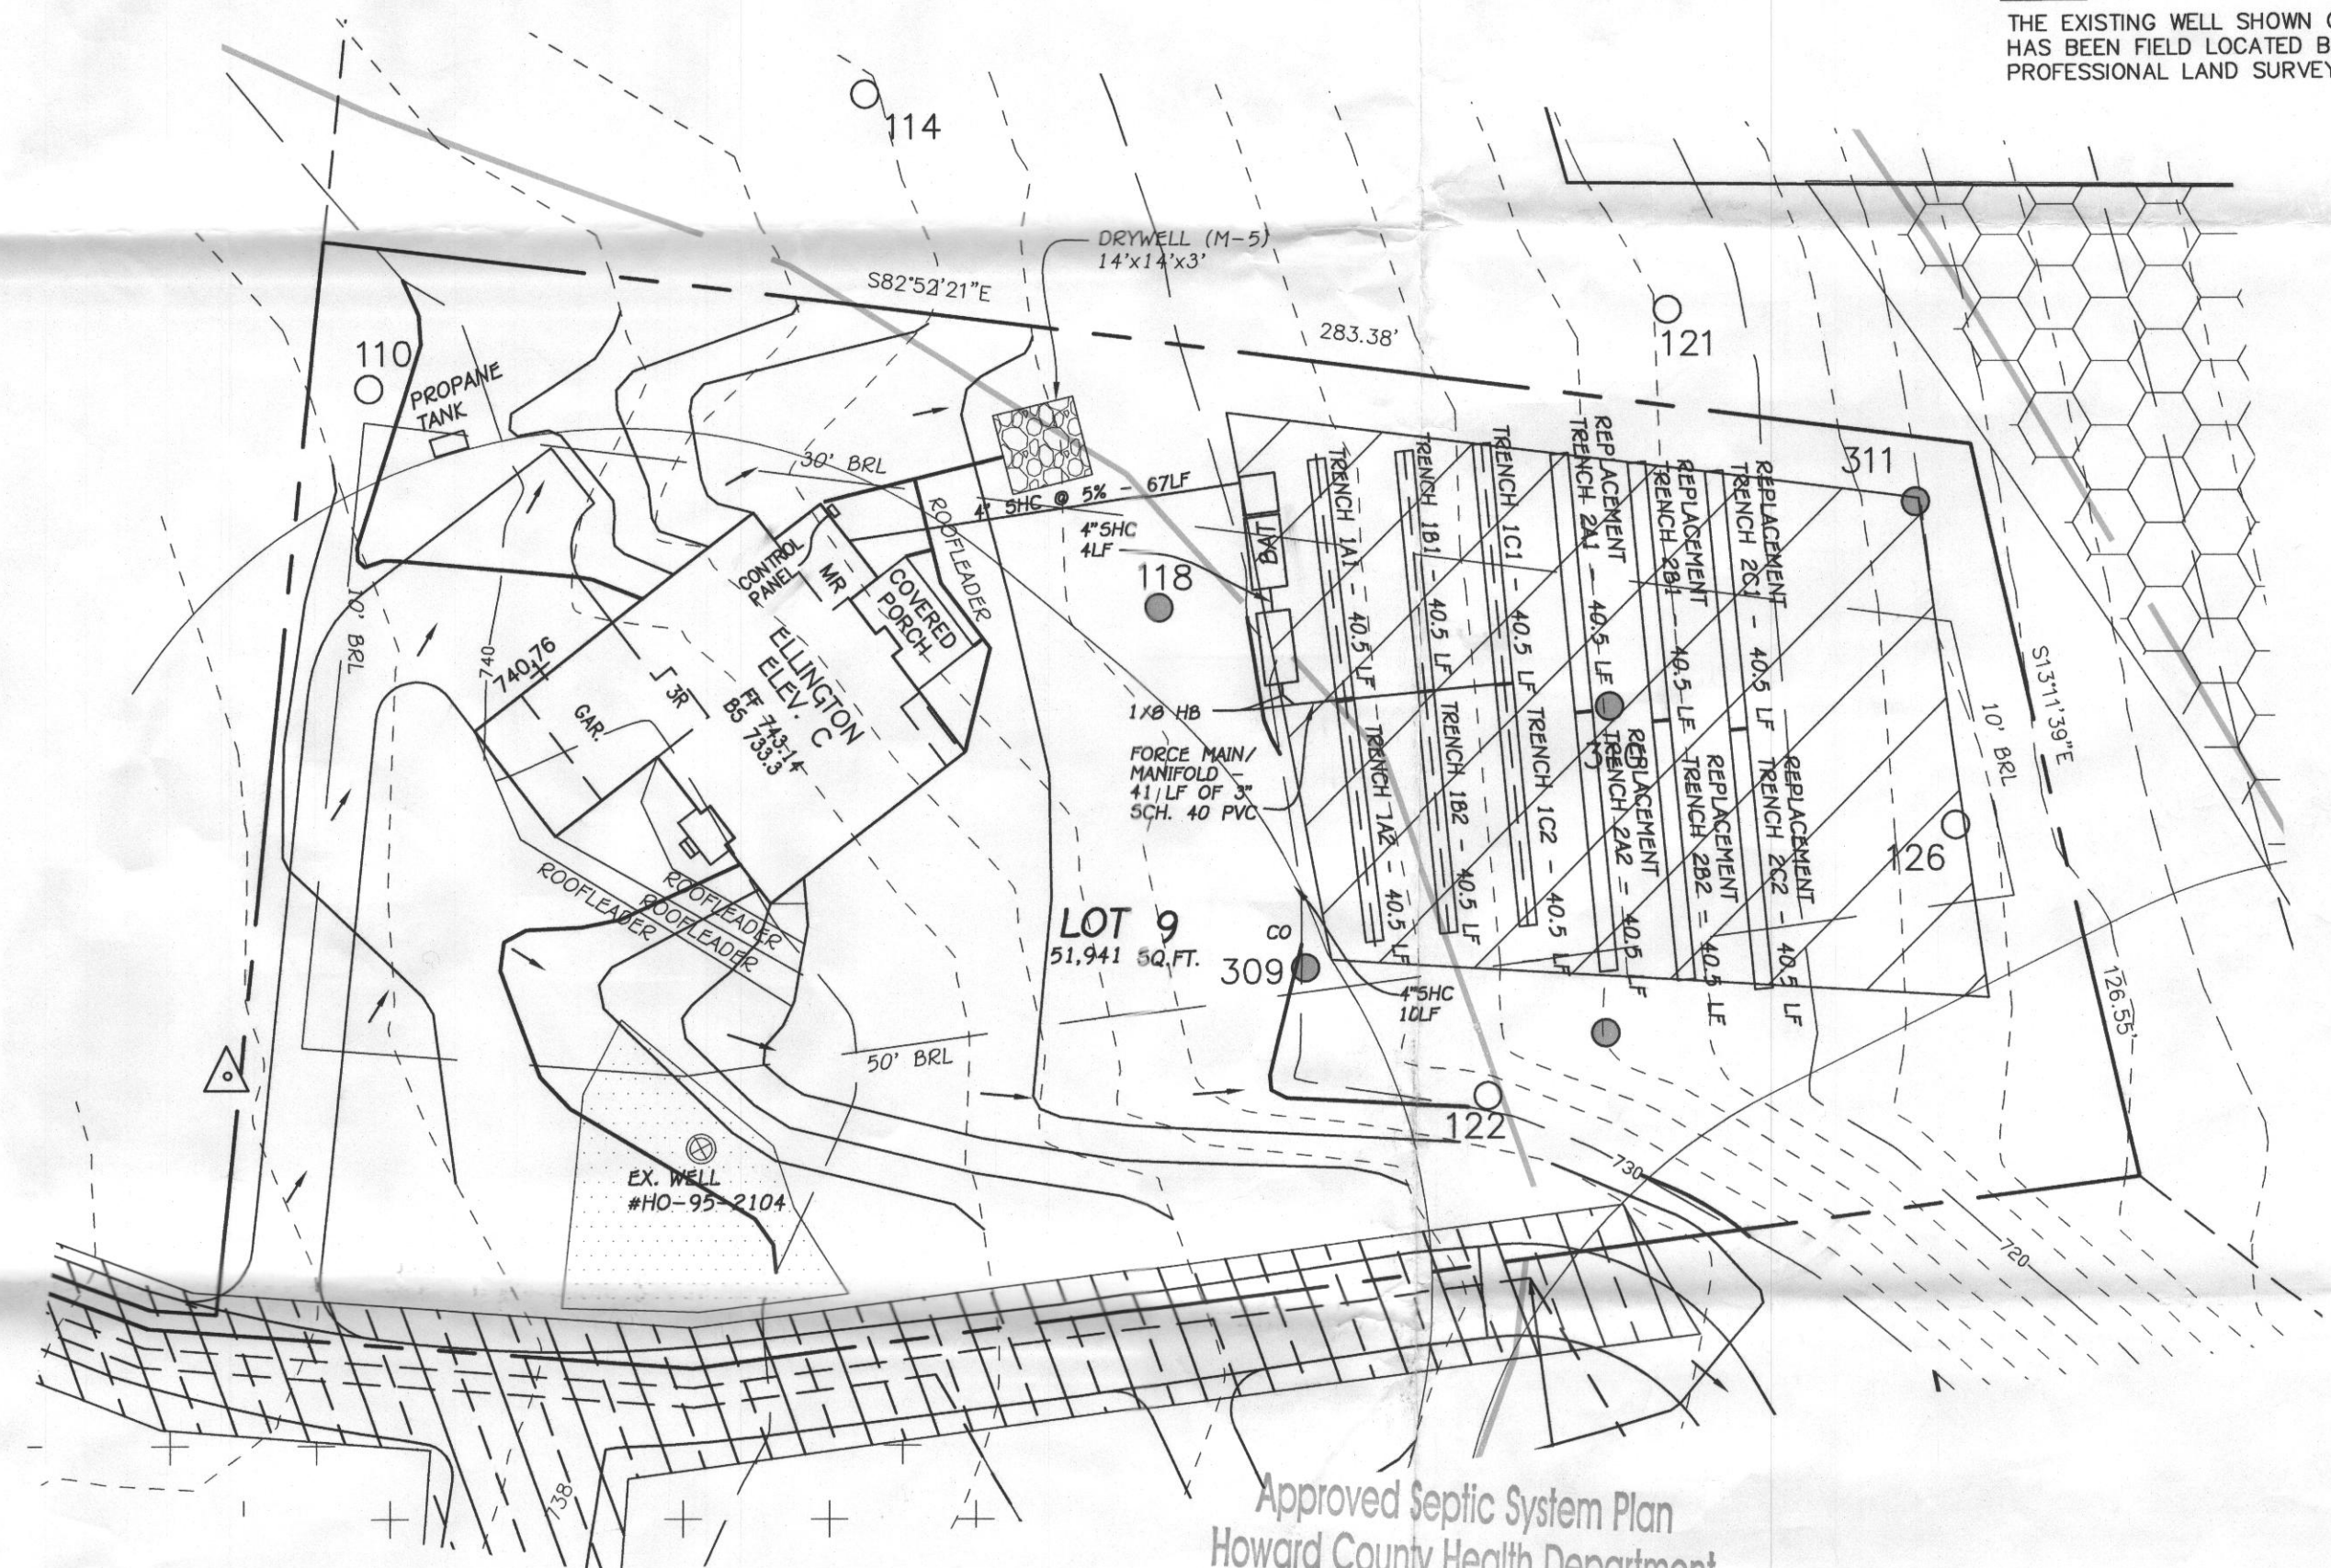 THE EXISTING WELL SHOWN
HAS BEEN FIELD LOCATED
PROFESSIONAL LAND
114
DRYWELL (M-5)
14'x14'x3'
S82°52'21"E
283.38'
121
110
PROPANE
TANK
30' BRL
311
4" SHC @ 5% - 67LF
4"SHC
4LF
ROOFLEADER
BAT
118
CONTROL
PANEL
MR
COVERED
PORCH
10' BRL
740
740.76
3R
GAR.
ELLINGTON
ELEV. C
FF 743.14
BS 733.3
TRENCH 1A1 - 40.5 LF
TRENCH 1A2 - 40.5 LF
TRENCH 1B1 - 40.5 LF
TRENCH 1B2 - 40.5 LF
TRENCH 1C1 - 40.5 LF
TRENCH 1C2 - 40.5 LF
REPLACEMENT
TRENCH 2A1 - 40.5 LF
REPLACEMENT
TRENCH 2A2 - 40.5 LF
REPLACEMENT
TRENCH 2B1 - 40.5 LF
REPLACEMENT
TRENCH 2B2 - 40.5 LF
REPLACEMENT
TRENCH 2C1 - 40.5 LF
REPLACEMENT
TRENCH 2C2 - 40.5 LF
S13°11'39"E
10' BRL
126
126.55'
HB
FORCE MAIN/
MANIFOLD -
41 LF OF 3"
SCH. 40 PVC
ROOFLEADER
ROOFLEADER
ROOFLEADER
LOT 9
51,941 SQ.FT.
CO
309
4"SHC
10LF
50' BRL
122
730
720
EX. WELL
#HO-95-2104
738
Approved Septic System Plan
Howard County Health Department